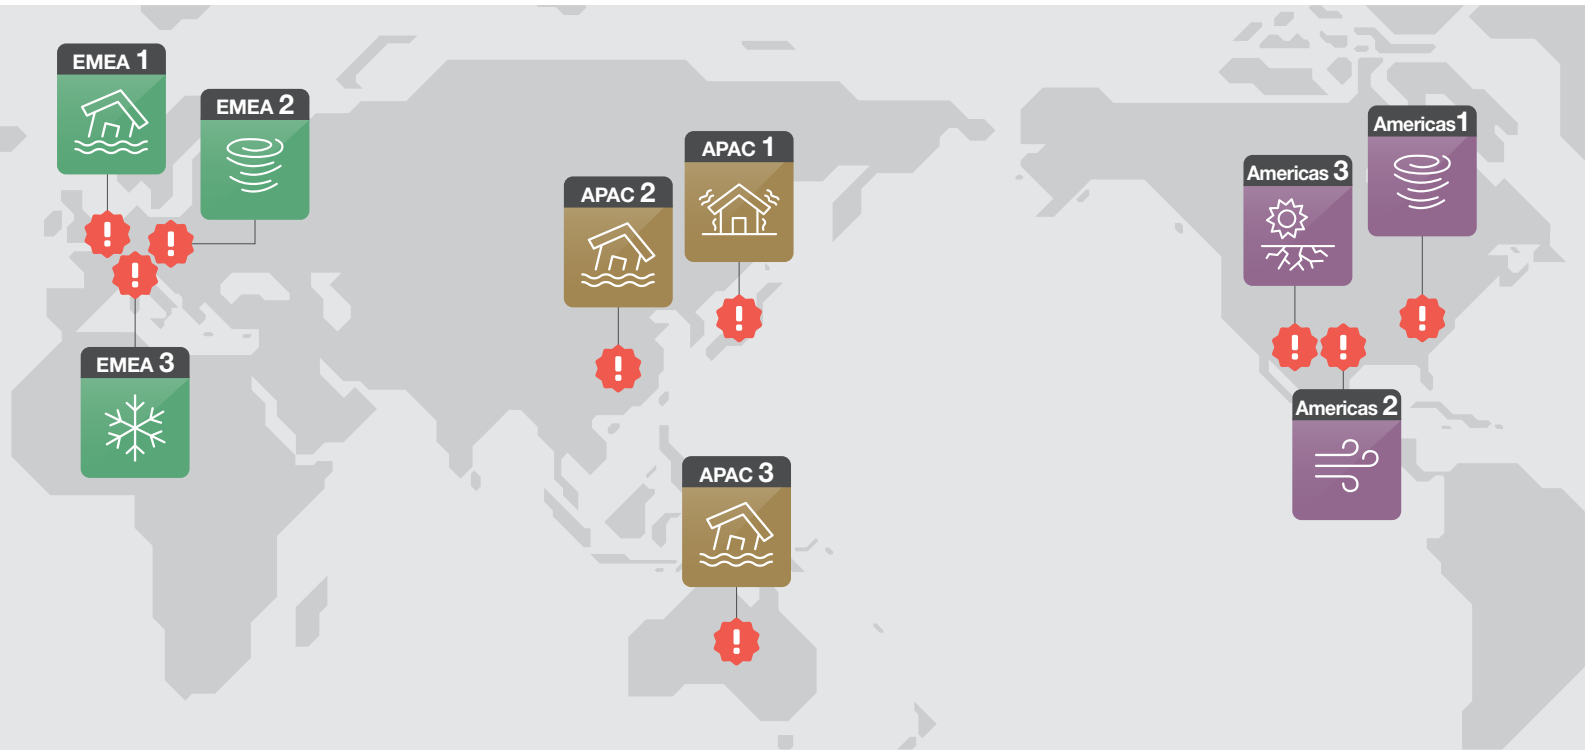 EMEA 1
EMEA 2
EMEA 3
APAC 1
APAC 2
APAC 3
Americas 1
Americas 3
Americas 2